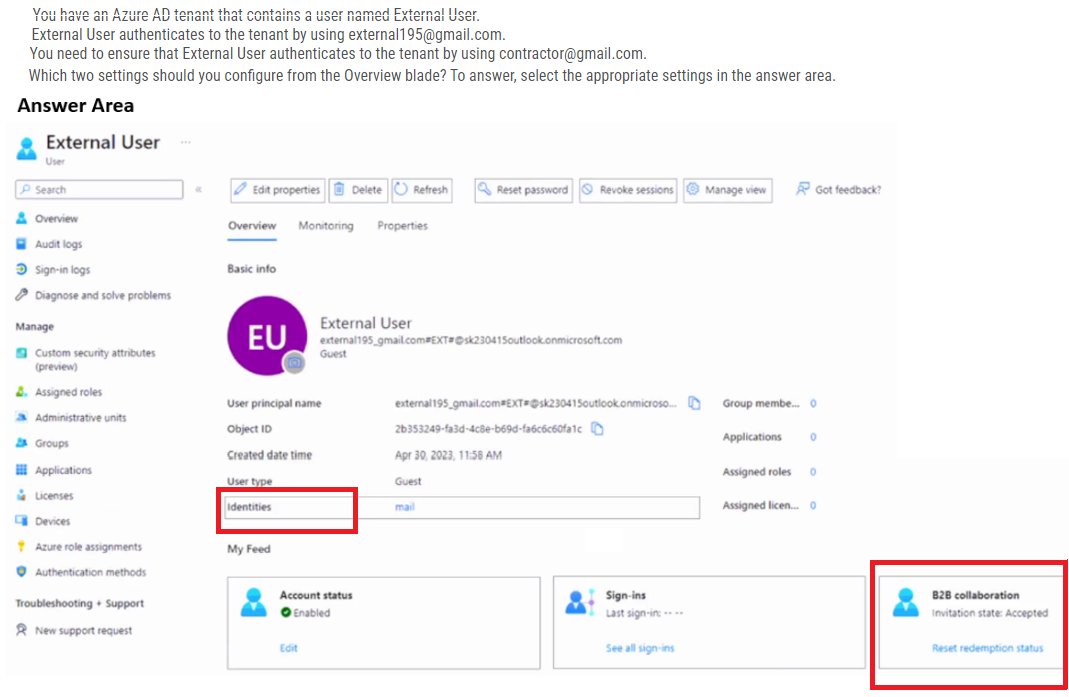 You have an Azure AD tenant that contains a user named External User.
External User authenticates to the tenant by using external195@gmail.com.
You need to ensure that External User authenticates to the tenant by using contractor@gmail.com.
Which two settings should you configure from the Overview blade? To answer, select the appropriate settings in the answer area.
Answer Area
External User ...
User
Search «
Edit properties Delete Refresh Reset password Revoke sessions Manage view Got feedback?
Overview
Audit logs
Sign-in logs
Diagnose and solve problems
Manage
Custom security attributes
(preview)
Assigned roles
Administrative units
Groups
Applications
Licenses
Devices
Azure role assignments
Authentication methods
Troubleshooting + Support
New support request
Overview Monitoring Properties
Basic info
EU
External User
external195_gmail.com#EXT#@sk230415outlook.onmicrosoft.com
Guest
User principal name external195_gmail.com#EXT#@sk230415outlook.onmicroso...
Object ID 2b353249-fa3d-4c8e-b69d-fa6c6c60fa1c
Created date time Apr 30, 2023, 11:58 AM
User type Guest
Identities mail
Group membe... 0
Applications 0
Assigned roles 0
Assigned licen... 0
My Feed
Account status
Enabled
Edit
Sign-ins
Last sign-in: -- --
See all sign-ins
B2B collaboration
Invitation state: Accepted
Reset redemption status